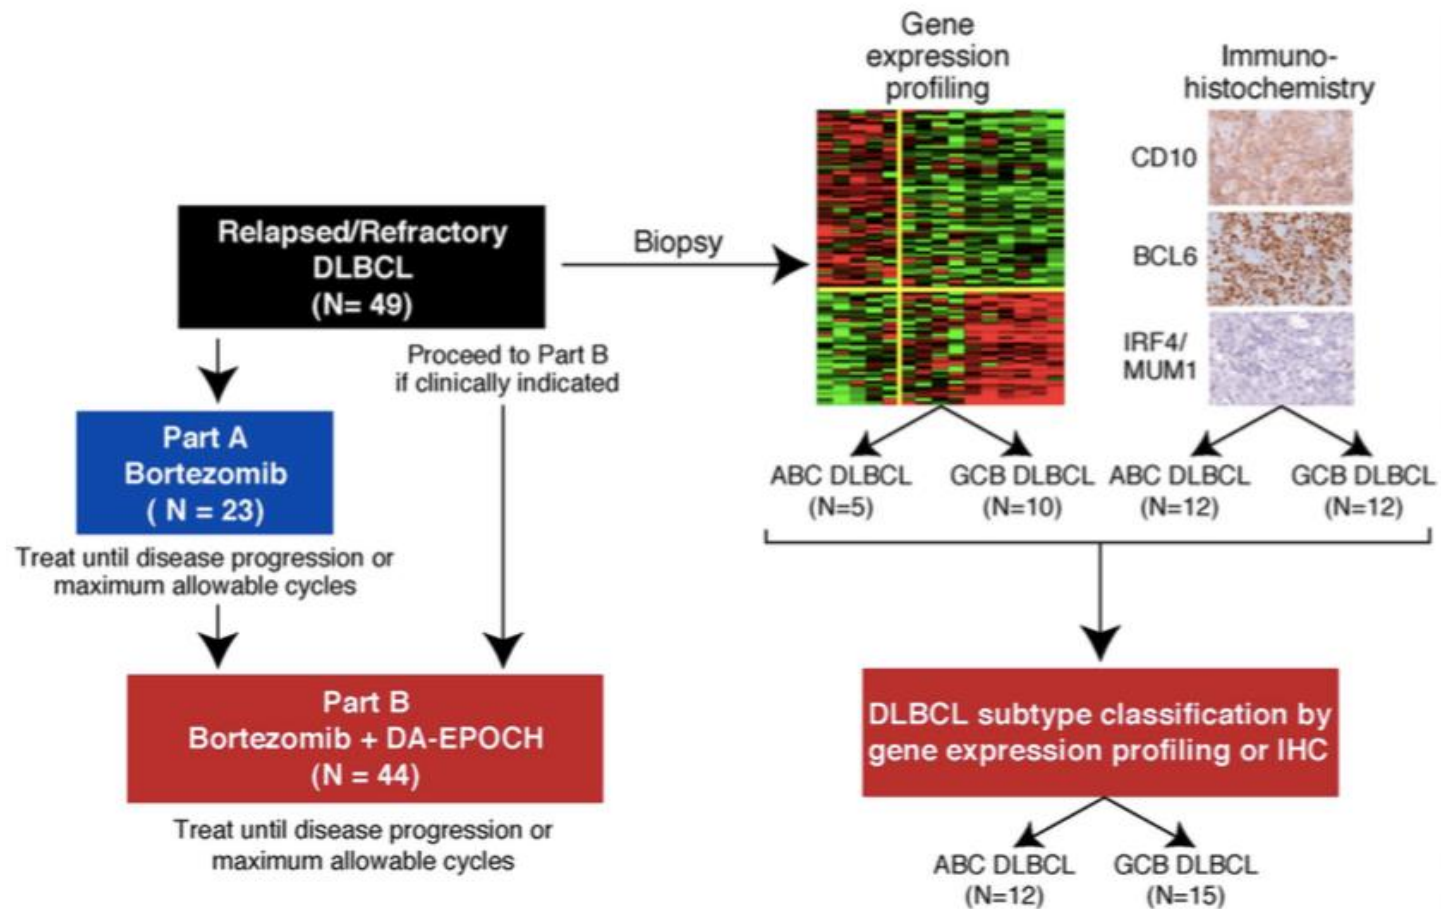 Relapsed/Refractory
DLBCL
(N= 49)
Biopsy
Proceed to Part B
if clinically indicated
Part A
Bortezomib
( N = 23)
Treat until disease progression or
maximum allowable cycles
Part B
Bortezomib + DA-EPOCH
(N = 44)
Treat until disease progression or
maximum allowable cycles
Gene
expression
profiling
Immuno-
histochemistry
CD10
BCL6
IRF4/
MUM1
ABC DLBCL
(N=5)
GCB DLBCL
(N=10)
ABC DLBCL
(N=12)
GCB DLBCL
(N=12)
DLBCL subtype classification by
gene expression profiling or IHC
ABC DLBCL
(N=12)
GCB DLBCL
(N=15)